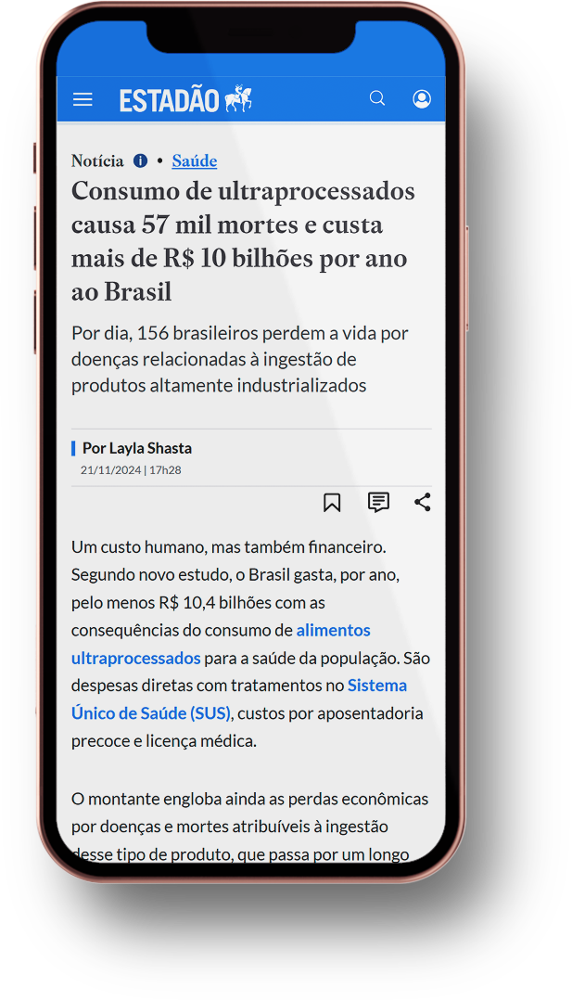 ESTADÃO
Notícia i • Saúde
Consumo de ultraprocessados
causa 57 mil mortes e custa
mais de R$ 10 bilhões por ano
ao Brasil
Por dia, 156 brasileiros perdem a vida por
doenças relacionadas à ingestão de
produtos altamente industrializados
Por Layla Shasta
21/11/2024 | 17h28
Um custo humano, mas também financeiro.
Segundo novo estudo, o Brasil gasta, por ano,
pelo menos R$ 10,4 bilhões com as
consequências do consumo de alimentos
ultraprocessados para a saúde da população. São
despesas diretas com tratamentos no Sistema
Único de Saúde (SUS), custos por aposentadoria
precoce e licença médica.
O montante engloba ainda as perdas econômicas
por doenças e mortes atribuíveis à ingestão
desse tipo de produto, que passa por um longo